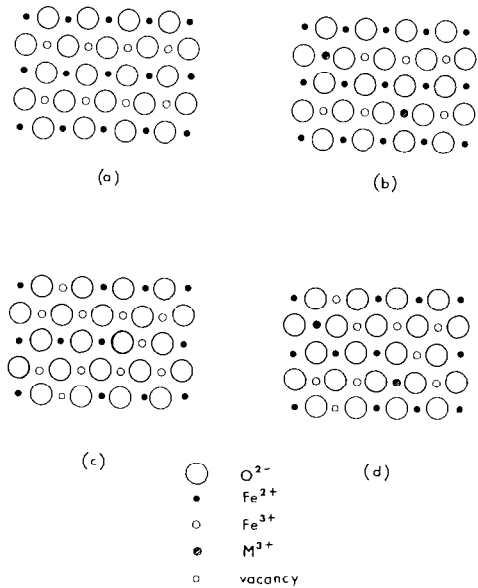 (a)
(b)
(c)
(d)
O²⁻
Fe²⁺
Fe³⁺
M³⁺
vacancy